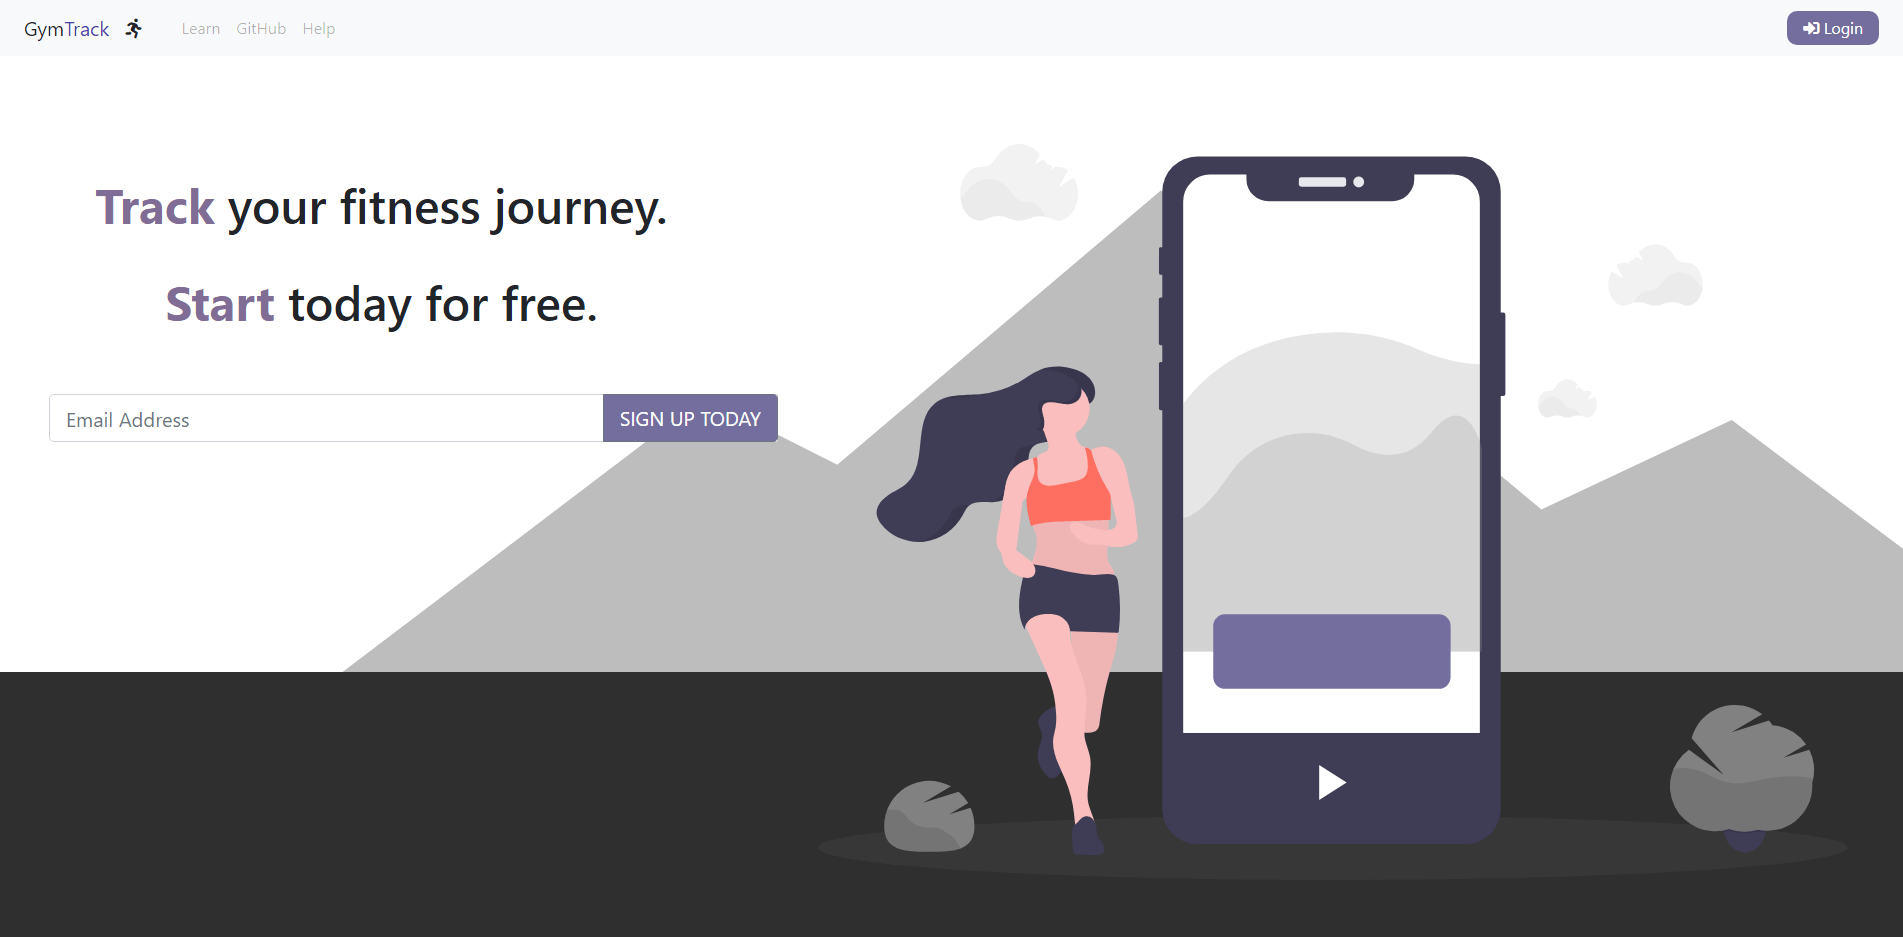 GymTrack Learn GitHub Help Login
Track your fitness journey.
Start today for free.
Email Address SIGN UP TODAY